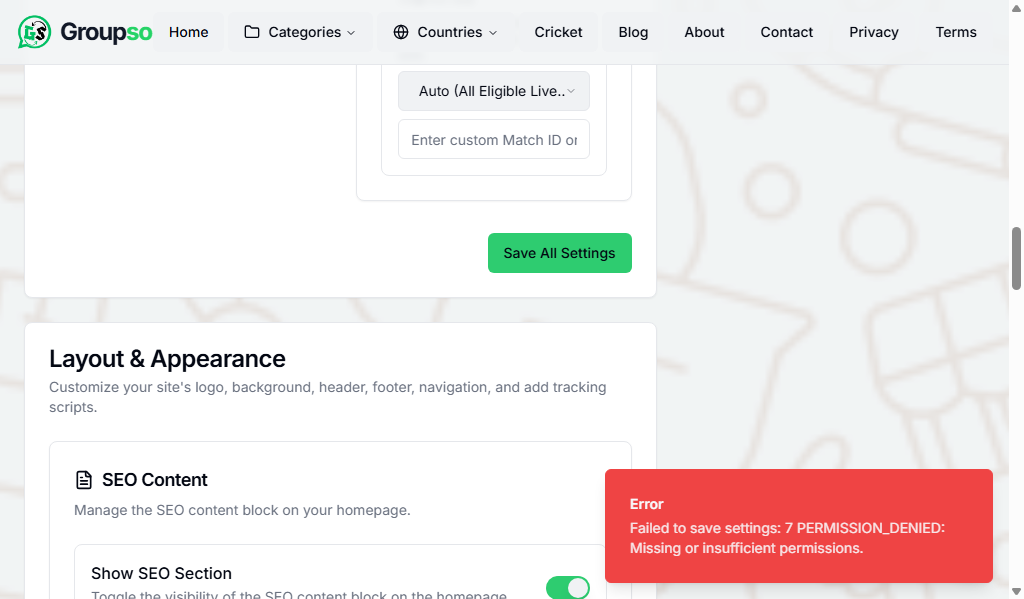 GS Groupso Home Categories Countries Cricket Blog About Contact Privacy Terms
Auto (All Eligible Live..
Enter custom Match ID or
Save All Settings
Layout & Appearance
Customize your site's logo, background, header, footer, navigation, and add tracking
scripts.
SEO Content
Manage the SEO content block on your homepage.
Show SEO Section
Toggle the visibility of the SEO content block on the homepage.
Error
Failed to save settings: 7 PERMISSION_DENIED:
Missing or insufficient permissions.